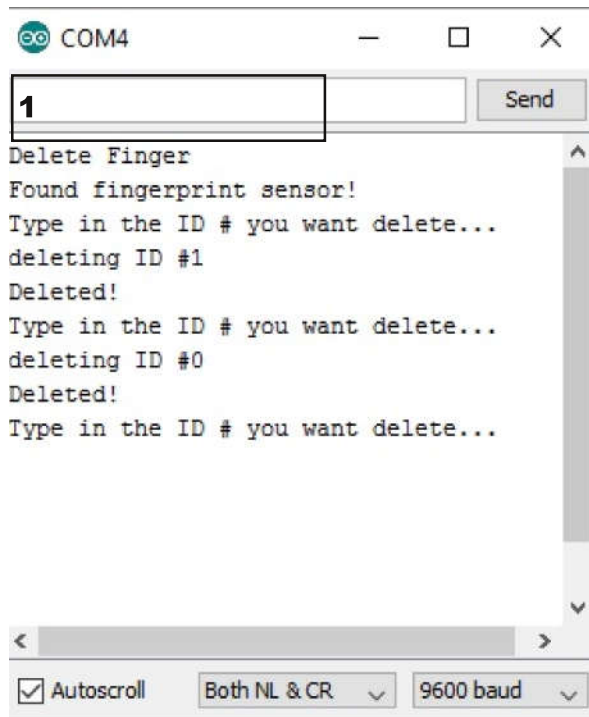 COM4
1
Send
Delete Finger
Found fingerprint sensor!
Type in the ID # you want delete...
deleting ID #1
Deleted!
Type in the ID # you want delete...
deleting ID #0
Deleted!
Type in the ID # you want delete...
Autoscroll
Both NL & CR
9600 baud